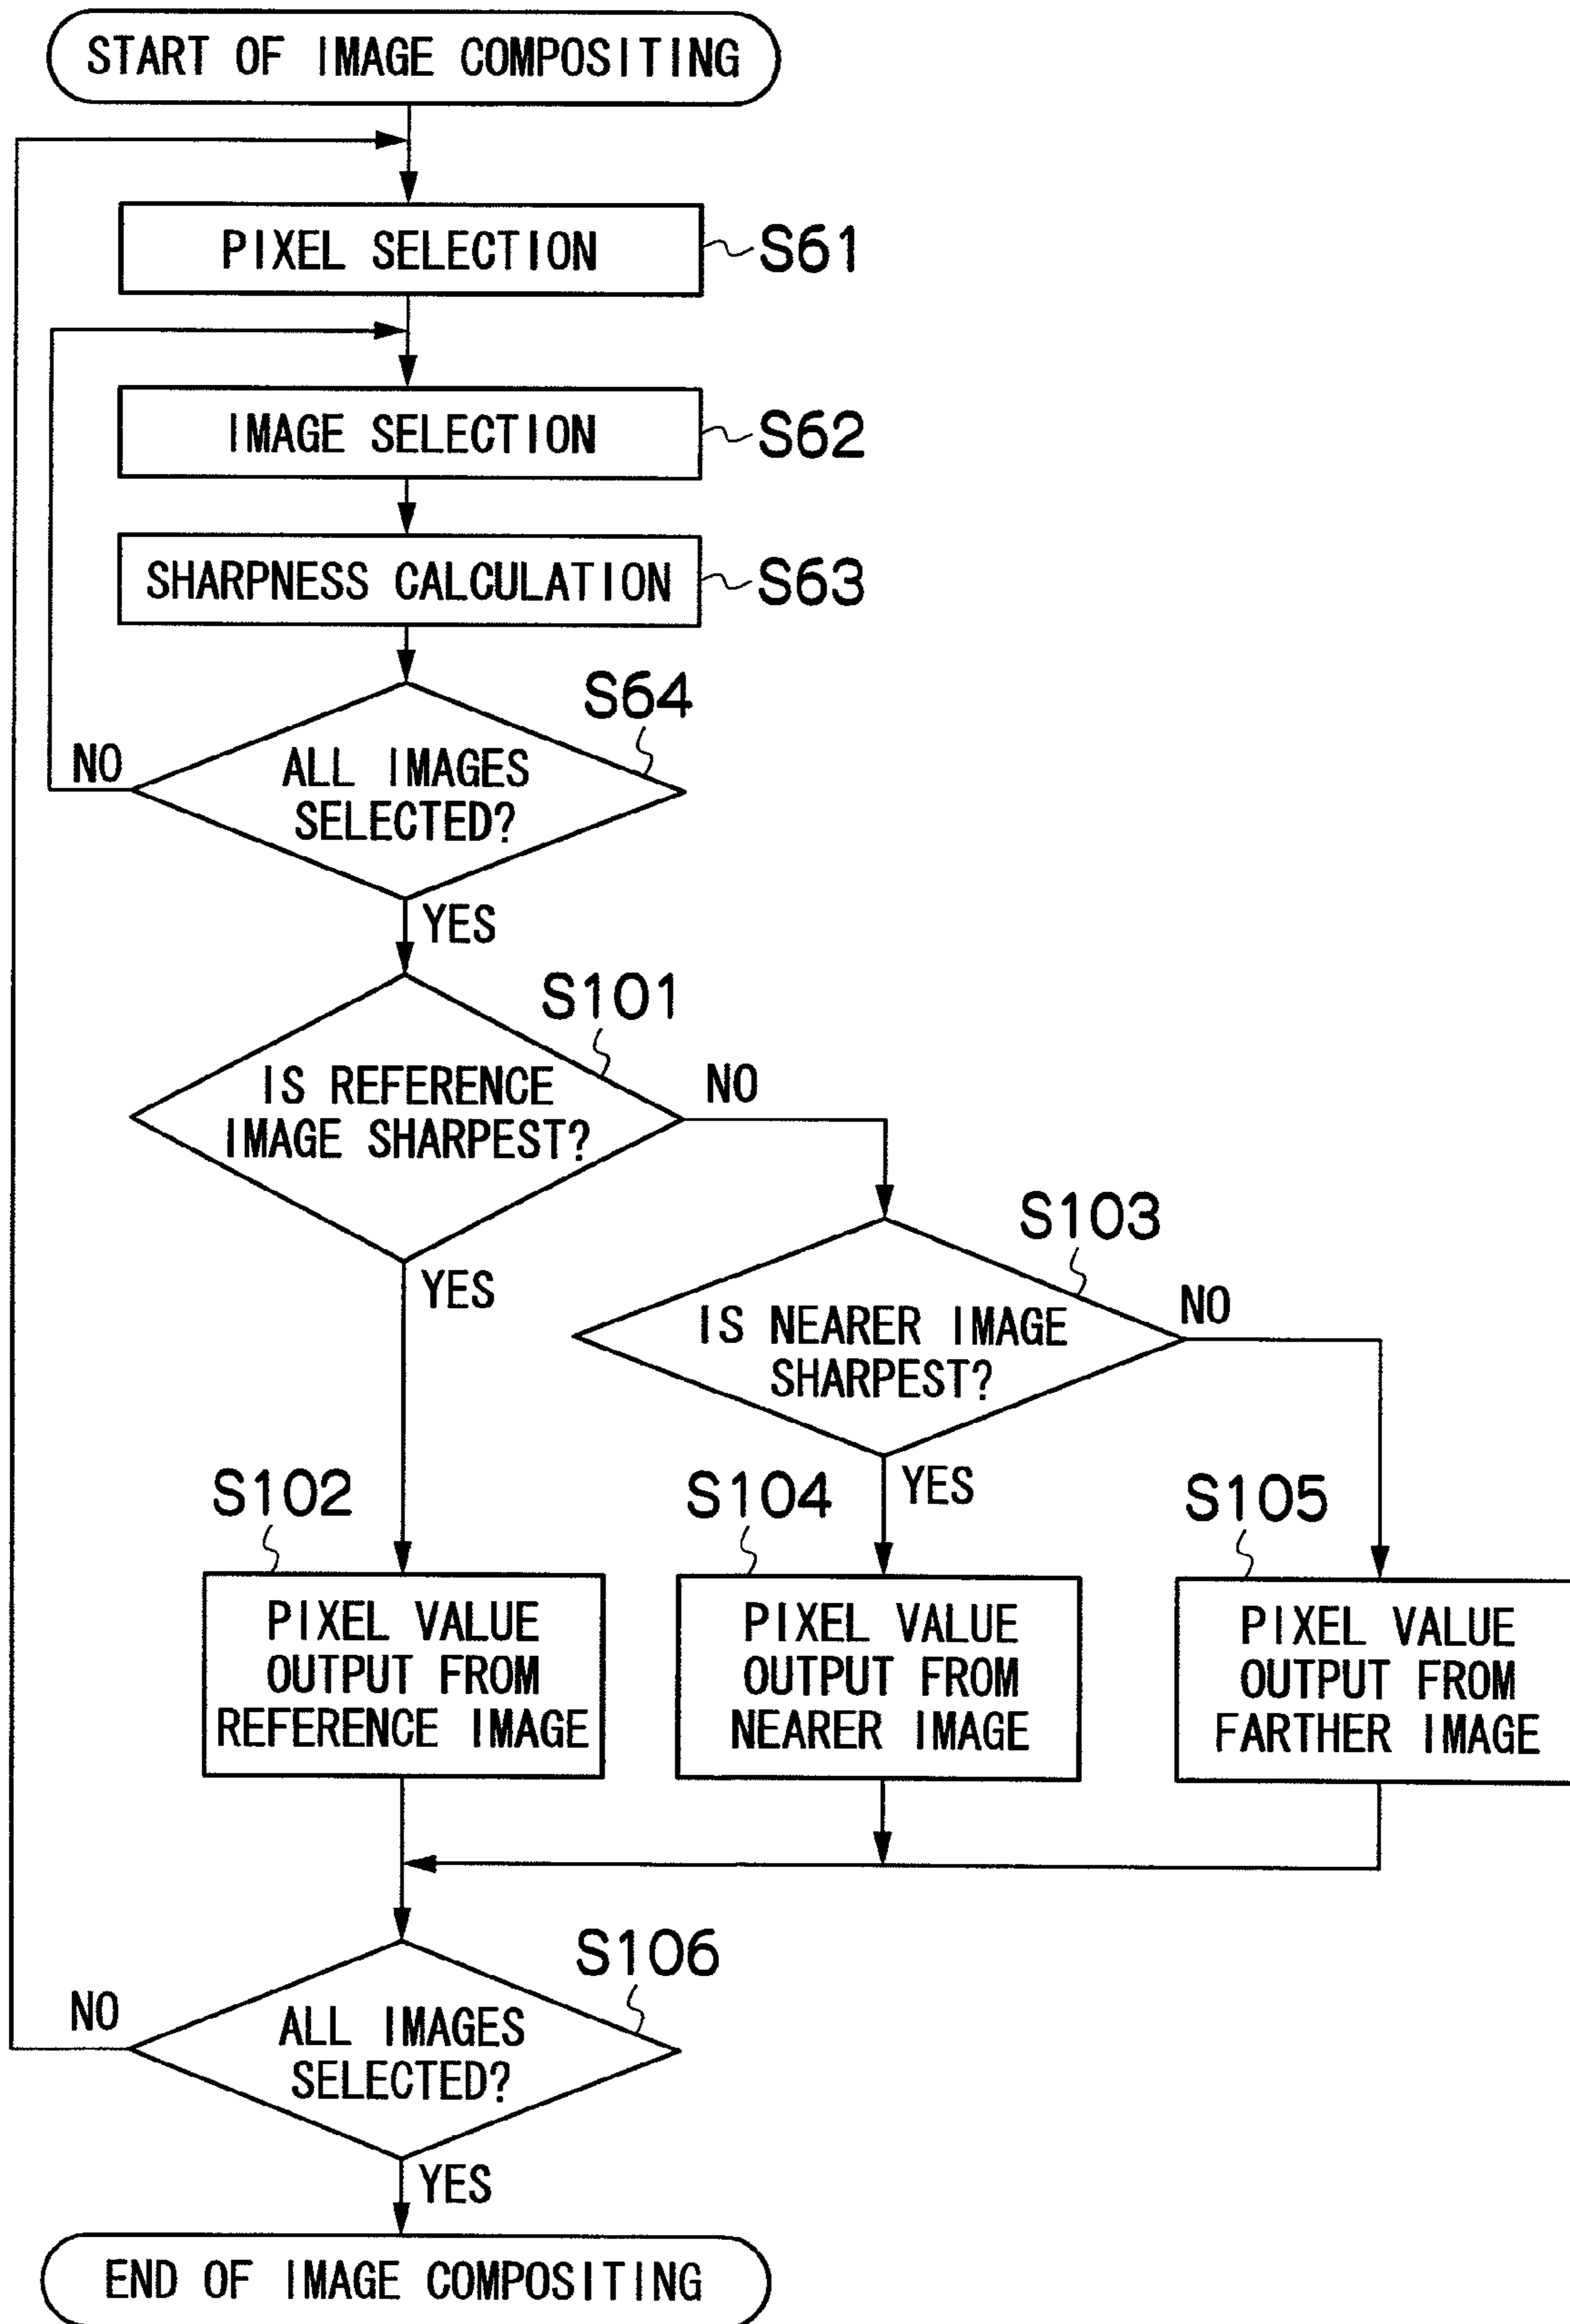 START OF IMAGE COMPOSITING
PIXEL SELECTION
S61
IMAGE SELECTION
S62
SHARPNESS CALCULATION
S63
S64
NO
ALL IMAGES
SELECTED?
YES
S101
IS REFERENCE
IMAGE SHARPEST?
NO
YES
S103
IS NEARER IMAGE
SHARPEST?
NO
YES
S102
PIXEL VALUE
OUTPUT FROM
REFERENCE IMAGE
S104
PIXEL VALUE
OUTPUT FROM
NEARER IMAGE
S105
PIXEL VALUE
OUTPUT FROM
FARTHER IMAGE
S106
NO
ALL IMAGES
SELECTED?
YES
END OF IMAGE COMPOSITING